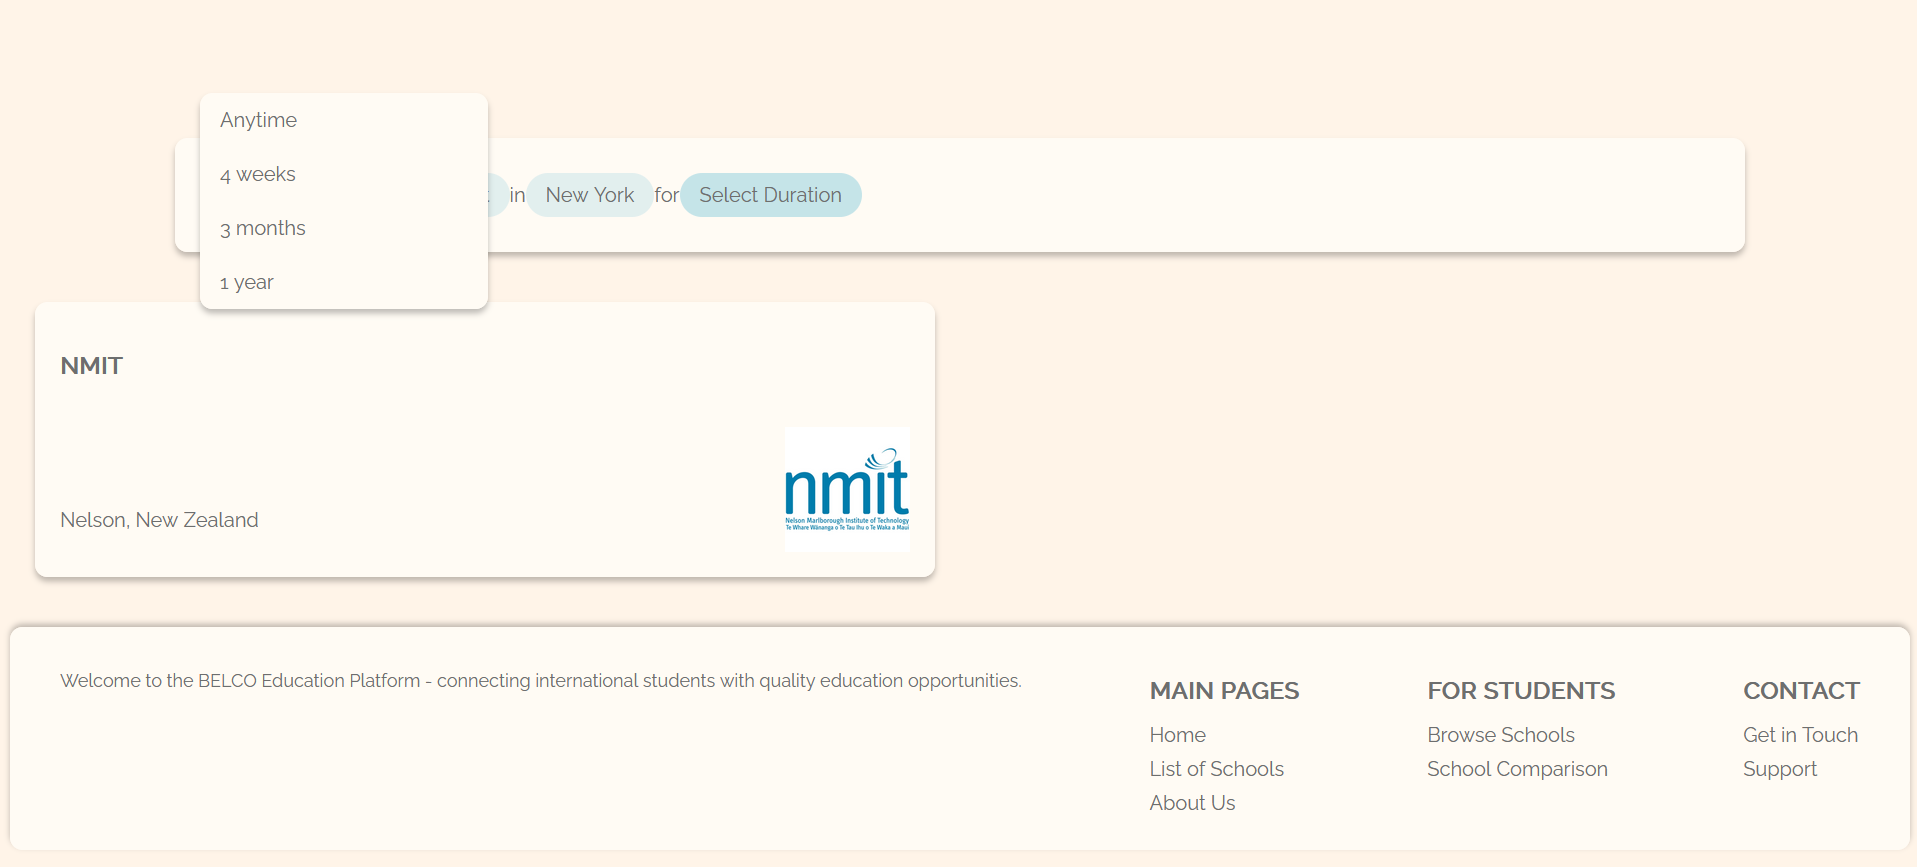 Anytime
4 weeks
3 months
1 year
in New York for Select Duration
NMIT
Nelson, New Zealand
nmit
Nelson Marlborough Institute of Technology
Te Whare Wānanga o Te Tau Ihu o Te Waka a Maui
Welcome to the BELCO Education Platform - connecting international students with quality education opportunities.
MAIN PAGES
Home
List of Schools
About Us
FOR STUDENTS
Browse Schools
School Comparison
CONTACT
Get in Touch
Support